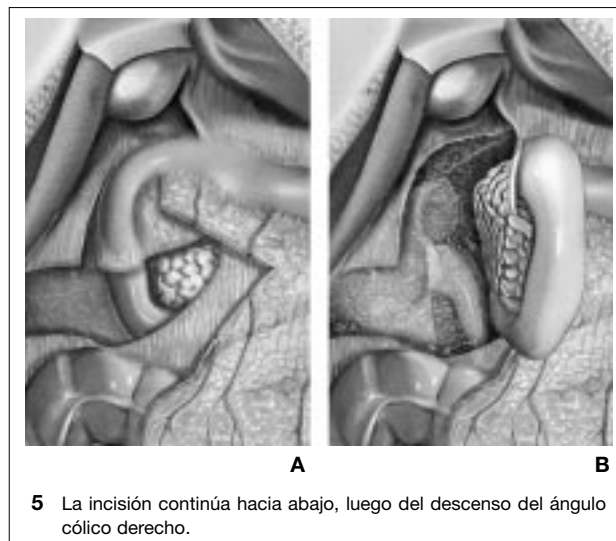 A
B
5 La incisión continúa hacia abajo, luego del descenso del ángulo
cólico derecho.